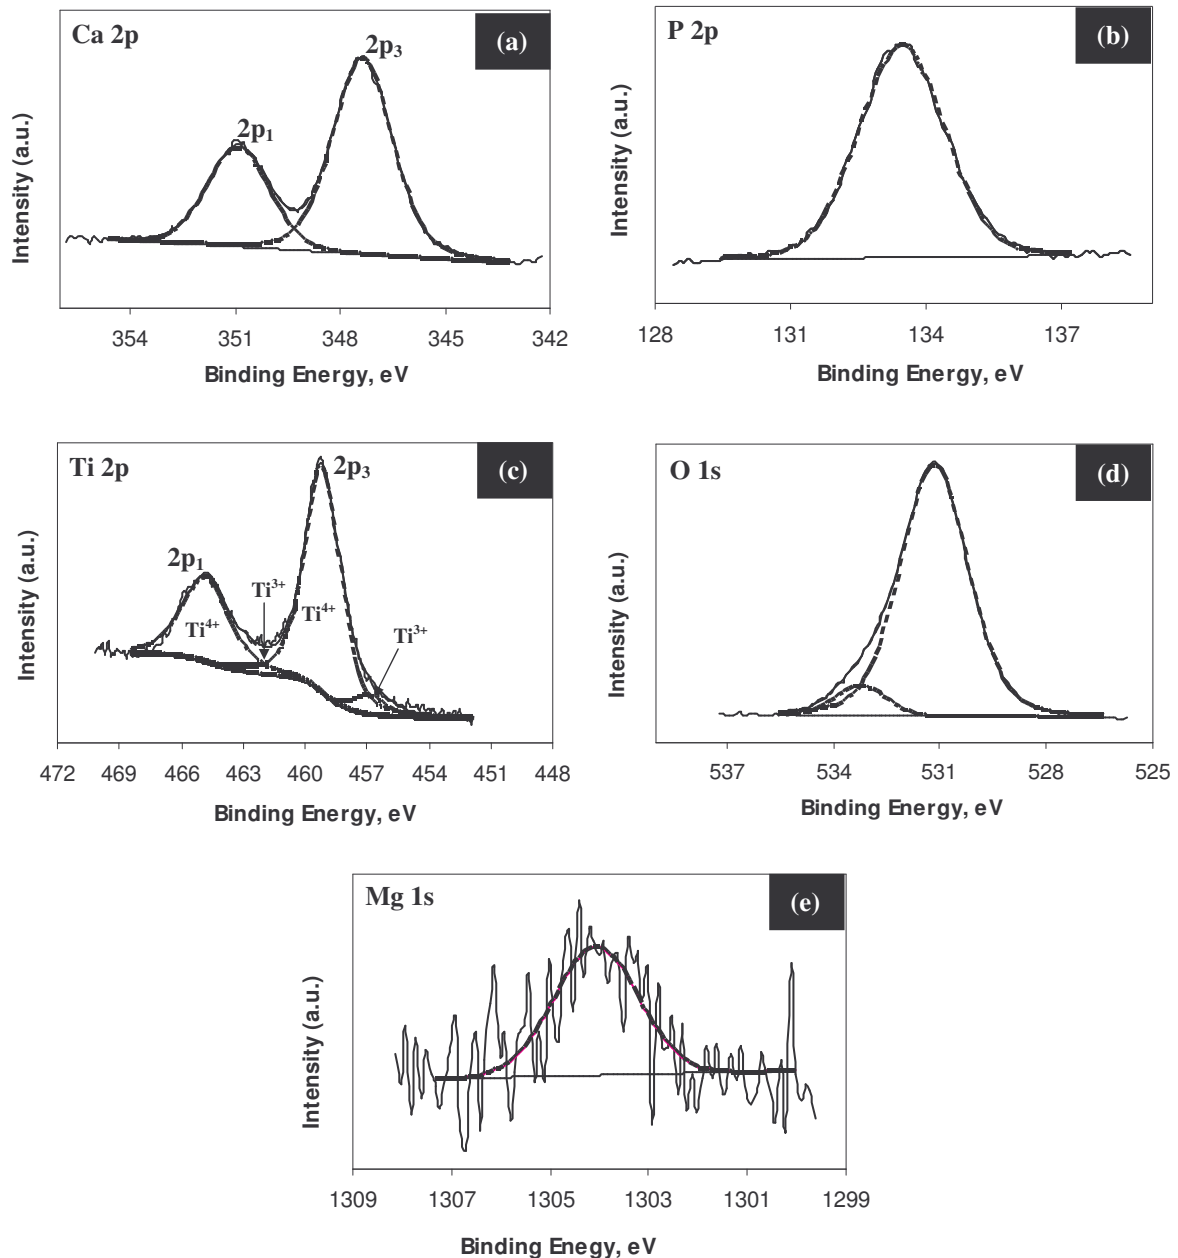 Ca 2p
(a)
2p3
2p1
Intensity (a.u.)
354 351 348 345 342
Binding Energy, eV
P 2p
(b)
Intensity (a.u.)
128 131 134 137
Binding Energy, eV
Ti 2p
(c)
2p3
2p1
Ti3+
Ti4+
Ti4+
Ti3+
Intensity (a.u.)
472 469 466 463 460 457 454 451 448
Binding Energy, eV
O 1s
(d)
Intensity (a.u.)
537 534 531 528 525
Binding Energy, eV
Mg 1s
(e)
Intensity (a.u.)
1309 1307 1305 1303 1301 1299
Binding Enegy, eV